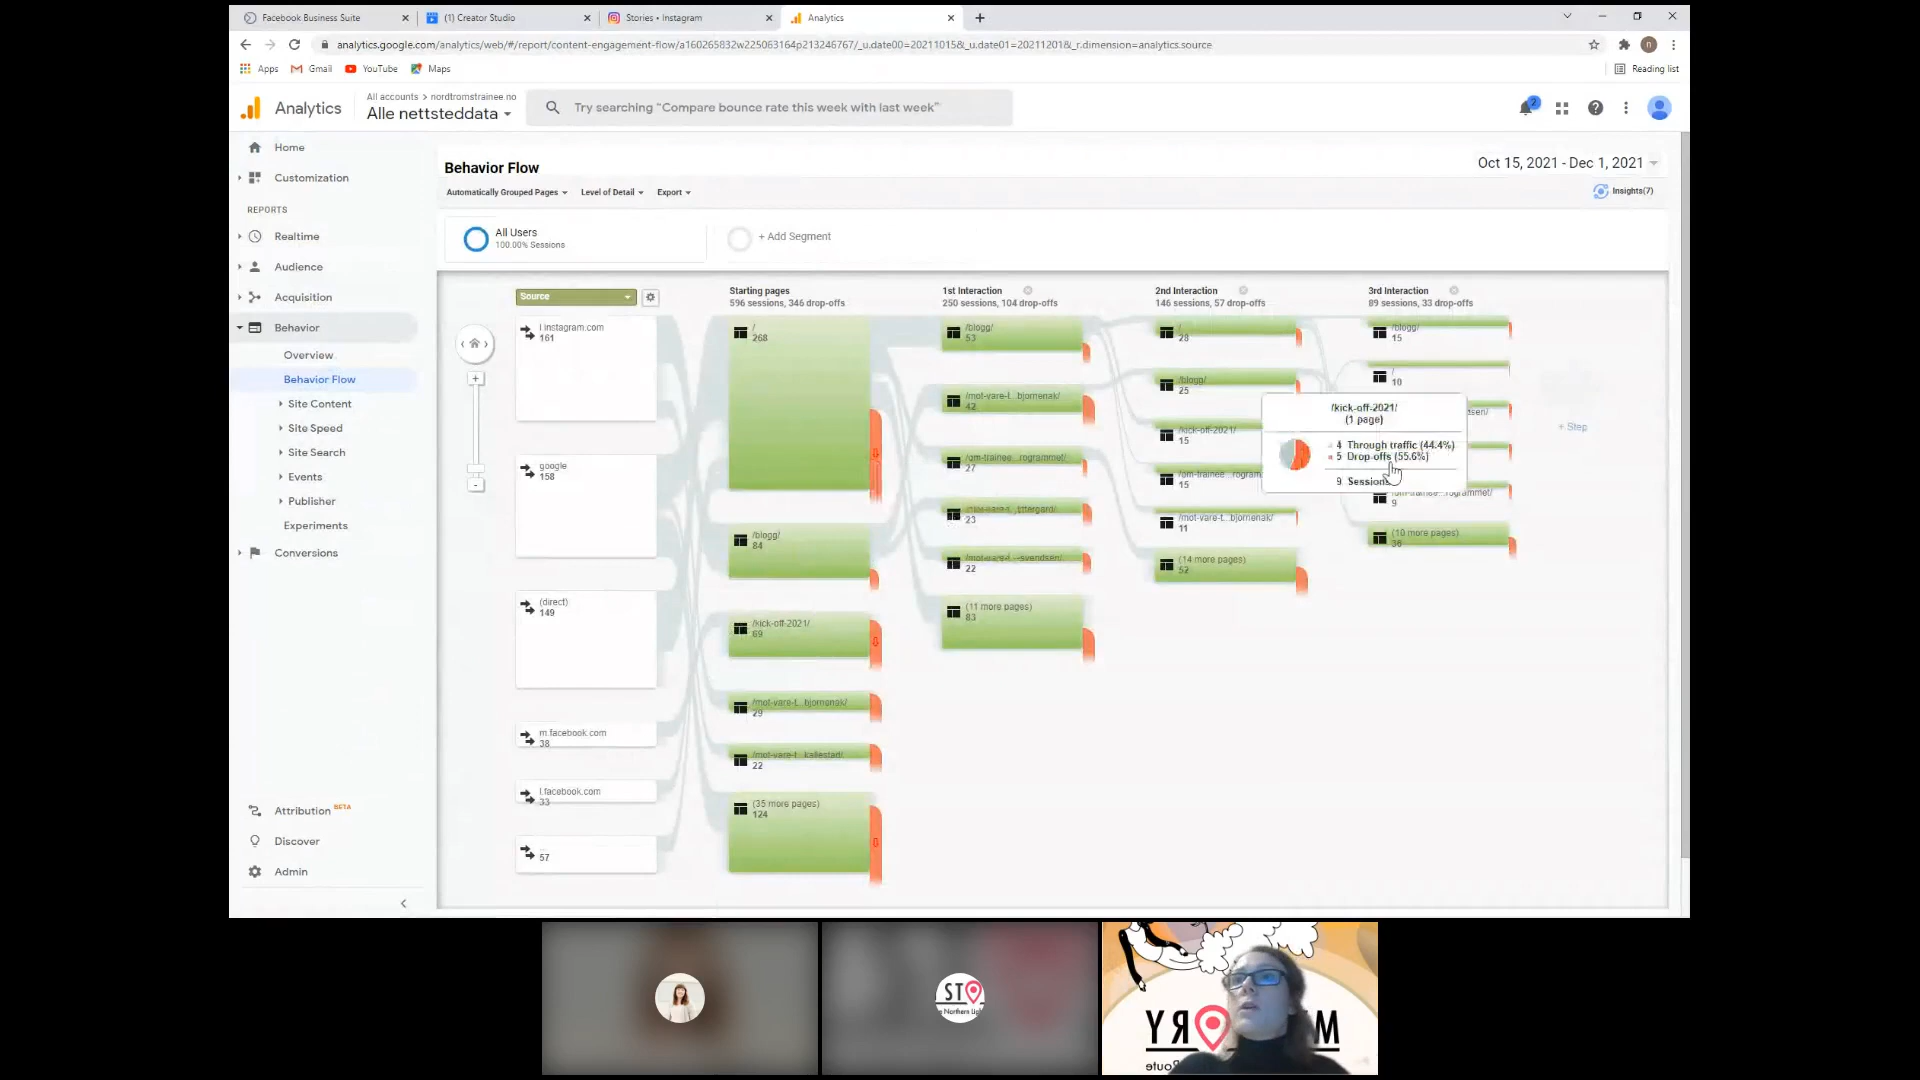 Facebook Business Suite
(1) Creator Studio
Stories • Instagram
Analytics
analytics.google.com/analytics/web/#/report/content-engagement-flow/a160265832w225063164p213246767/_u.date00=20211015&_u.date01=20211201&_r.dimension=analytics.source
Apps
Gmail
YouTube
Maps
Reading list
Analytics
All accounts > nordtromstrainee.no
Alle nettsteddata
Try searching "Compare bounce rate this week with last week"
2
Home
Customization
REPORTS
Realtime
Audience
Acquisition
Behavior
Overview
Behavior Flow
Site Content
Site Speed
Site Search
Events
Publisher
Experiments
Conversions
Attribution BETA
Discover
Admin
Behavior Flow
Oct 15, 2021 - Dec 1, 2021
Automatically Grouped Pages
Level of Detail
Export
Insights(7)
All Users
100.00% Sessions
+ Add Segment
Source
l.instagram.com
161
google
158
(direct)
149
m.facebook.com
38
l.facebook.com
33
57
Starting pages
596 sessions, 346 drop-offs
/
268
/blogg/
84
/kick-off-2021/
69
/mot-vare-t...bjornenak/
29
/mot-vare-t...kallestad/
22
(35 more pages)
124
1st Interaction
250 sessions, 104 drop-offs
/blogg/
53
/mot-vare-t...bjornenak/
42
/om-trainee...rogrammet/
27
23
22
(11 more pages)
83
2nd Interaction
146 sessions, 57 drop-offs
/
28
/blogg/
25
/kick-off-2021/
15
/om-trainee...rogram
15
/mot-vare-t...bjornenak/
11
(14 more pages)
52
3rd Interaction
89 sessions, 33 drop-offs
/blogg/
15
/
10
/om-trainee...rogrammet/
9
(10 more pages)
36
+ Step
/kick-off-2021/
(1 page)
4 Through traffic (44.4%)
5 Drop-offs (55.6%)
9 Sessions
ST